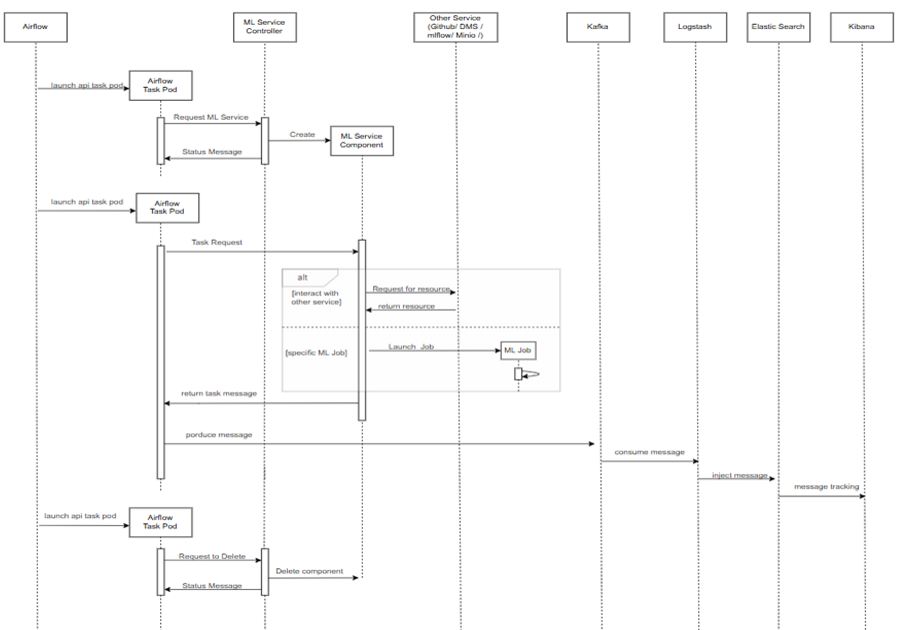 Airflow
ML Service
Controller
Other Service
(Github/ DMS /
mlflow/ Minio /)
Kafka
Logstash
Elastic Search
Kibana
launch api task pod
Airflow
Task Pod
Request ML Service
Create
ML Service
Component
Status Message
launch api task pod
Airflow
Task Pod
Task Request
alt
[interact with
other service]
Request for resource
return resource
[specific ML Job]
Launch Job
ML Job
return task message
porduce message
consume message
inject message
message tracking
launch api task pod
Airflow
Task Pod
Request to Delete
Delete component
Status Message